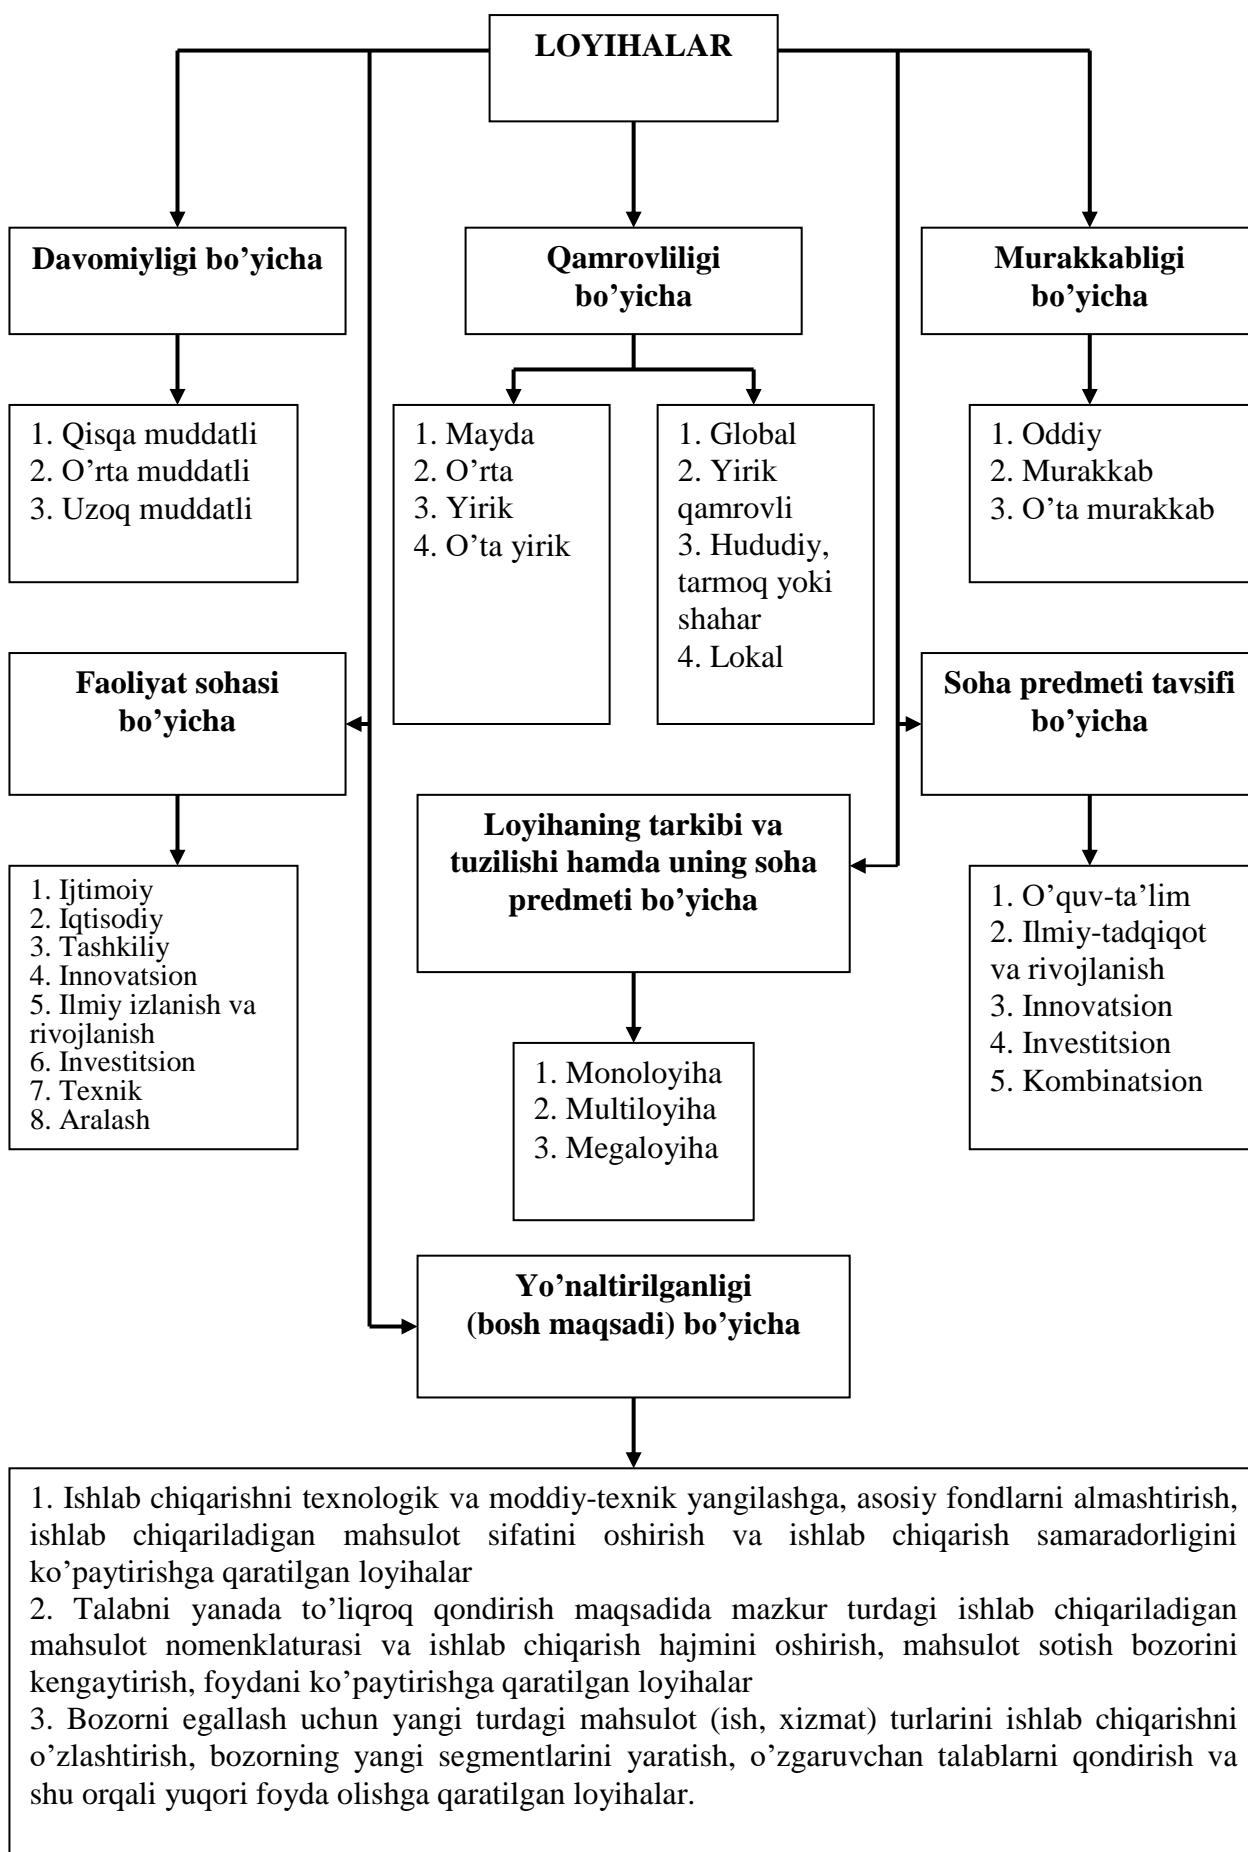 LOYIHALAR
Davomiyligi bo’yicha
Qamrovliligi
bo’yicha
Murakkabligi
bo’yicha
1. Qisqa muddatli
2. O’rta muddatli
3. Uzoq muddatli
1. Mayda
2. O’rta
3. Yirik
4. O’ta yirik
1. Global
2. Yirik
qamrovli
3. Hududiy,
tarmoq yoki
shahar
4. Lokal
1. Oddiy
2. Murakkab
3. O’ta murakkab
Faoliyat sohasi
bo’yicha
Soha predmeti tavsifi
bo’yicha
Loyihaning tarkibi va
tuzilishi hamda uning soha
predmeti bo’yicha
1. Ijtimoiy
2. Iqtisodiy
3. Tashkiliy
4. Innovatsion
5. Ilmiy izlanish va
rivojlanish
6. Investitsion
7. Texnik
8. Aralash
1. O’quv-ta’lim
2. Ilmiy-tadqiqot
va rivojlanish
3. Innovatsion
4. Investitsion
5. Kombinatsion
1. Monoloyiha
2. Multiloyiha
3. Megaloyiha
Yo’naltirilganligi
(bosh maqsadi) bo’yicha
1. Ishlab chiqarishni texnologik va moddiy-texnik yangilashga, asosiy fondlarni almashtirish,
ishlab chiqariladigan mahsulot sifatini oshirish va ishlab chiqarish samaradorligini
ko’paytirishga qaratilgan loyihalar
2. Talabni yanada to’liqroq qondirish maqsadida mazkur turdagi ishlab chiqariladigan
mahsulot nomenklaturasi va ishlab chiqarish hajmini oshirish, mahsulot sotish bozorini
kengaytirish, foydani ko’paytirishga qaratilgan loyihalar
3. Bozorni egallash uchun yangi turdagi mahsulot (ish, xizmat) turlarini ishlab chiqarishni
o’zlashtirish, bozorning yangi segmentlarini yaratish, o’zgaruvchan talablarni qondirish va
shu orqali yuqori foyda olishga qaratilgan loyihalar.